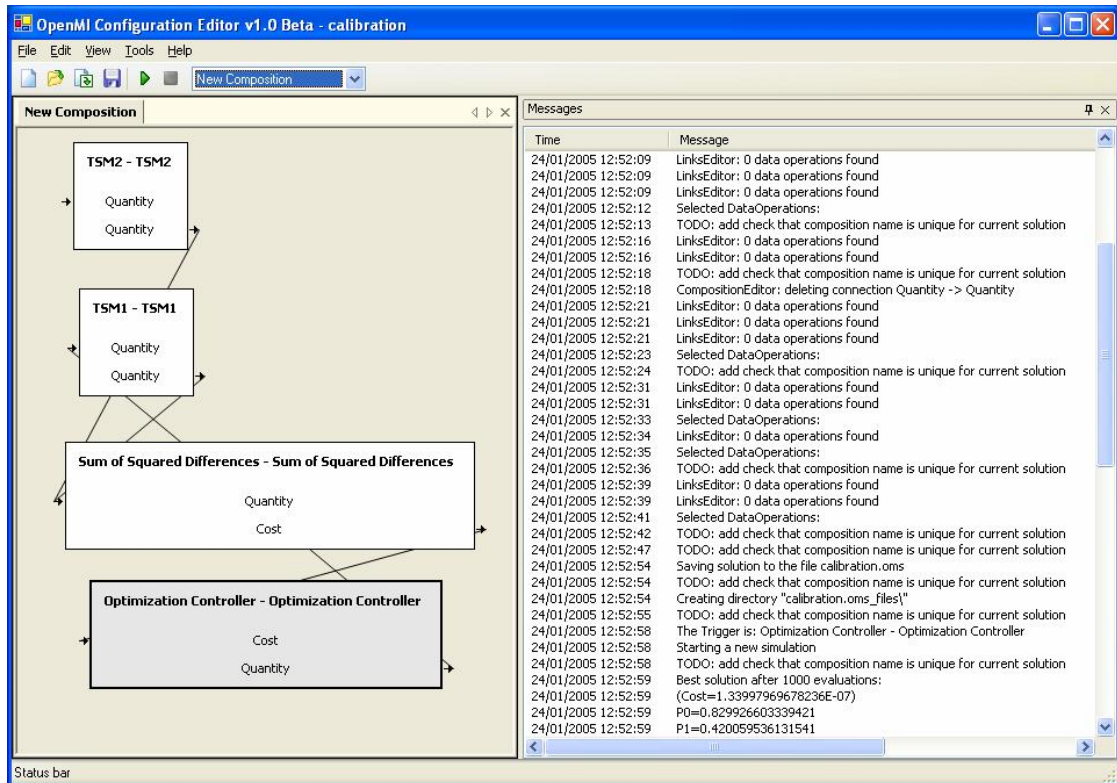 OpenMI Configuration Editor v1.0 Beta - calibration
File Edit View Tools Help
New Composition
New Composition
TSM2 - TSM2
Quantity
Quantity
TSM1 - TSM1
Quantity
Quantity
Sum of Squared Differences - Sum of Squared Differences
Quantity
Cost
Optimization Controller - Optimization Controller
Cost
Quantity
Messages
Time Message
24/01/2005 12:52:09 LinksEditor: 0 data operations found
24/01/2005 12:52:09 LinksEditor: 0 data operations found
24/01/2005 12:52:09 LinksEditor: 0 data operations found
24/01/2005 12:52:12 Selected DataOperations:
24/01/2005 12:52:13 TODO: add check that composition name is unique for current solution
24/01/2005 12:52:16 LinksEditor: 0 data operations found
24/01/2005 12:52:16 LinksEditor: 0 data operations found
24/01/2005 12:52:18 TODO: add check that composition name is unique for current solution
24/01/2005 12:52:18 CompositionEditor: deleting connection Quantity -> Quantity
24/01/2005 12:52:21 LinksEditor: 0 data operations found
24/01/2005 12:52:21 LinksEditor: 0 data operations found
24/01/2005 12:52:21 LinksEditor: 0 data operations found
24/01/2005 12:52:23 Selected DataOperations:
24/01/2005 12:52:24 TODO: add check that composition name is unique for current solution
24/01/2005 12:52:31 LinksEditor: 0 data operations found
24/01/2005 12:52:31 LinksEditor: 0 data operations found
24/01/2005 12:52:33 Selected DataOperations:
24/01/2005 12:52:34 LinksEditor: 0 data operations found
24/01/2005 12:52:35 Selected DataOperations:
24/01/2005 12:52:36 TODO: add check that composition name is unique for current solution
24/01/2005 12:52:39 LinksEditor: 0 data operations found
24/01/2005 12:52:39 LinksEditor: 0 data operations found
24/01/2005 12:52:41 Selected DataOperations:
24/01/2005 12:52:42 TODO: add check that composition name is unique for current solution
24/01/2005 12:52:47 TODO: add check that composition name is unique for current solution
24/01/2005 12:52:54 Saving solution to the file calibration.oms
24/01/2005 12:52:54 TODO: add check that composition name is unique for current solution
24/01/2005 12:52:54 Creating directory "calibration.oms_files\"
24/01/2005 12:52:55 TODO: add check that composition name is unique for current solution
24/01/2005 12:52:58 The Trigger is: Optimization Controller - Optimization Controller
24/01/2005 12:52:58 Starting a new simulation
24/01/2005 12:52:58 TODO: add check that composition name is unique for current solution
24/01/2005 12:52:59 Best solution after 1000 evaluations:
24/01/2005 12:52:59 (Cost=1.33997969678236E-07)
24/01/2005 12:52:59 P0=0.829926603339421
24/01/2005 12:52:59 P1=0.420059536131541
Status bar